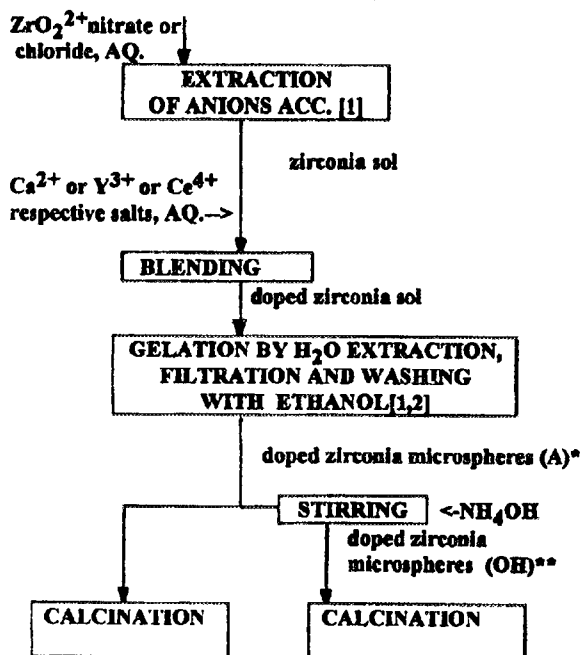 ZrO₂²⁺nitrate or
chloride, AQ.
EXTRACTION
OF ANIONS ACC. [1]
zirconia sol
Ca²⁺ or Y³⁺ or Ce⁴⁺
respective salts, AQ.-->
BLENDING
doped zirconia sol
GELATION BY H₂O EXTRACTION,
FILTRATION AND WASHING
WITH ETHANOL[1,2]
doped zirconia microspheres (A)*
STIRRING <-NH₄OH
doped zirconia
microspheres (OH)**
CALCINATION
CALCINATION